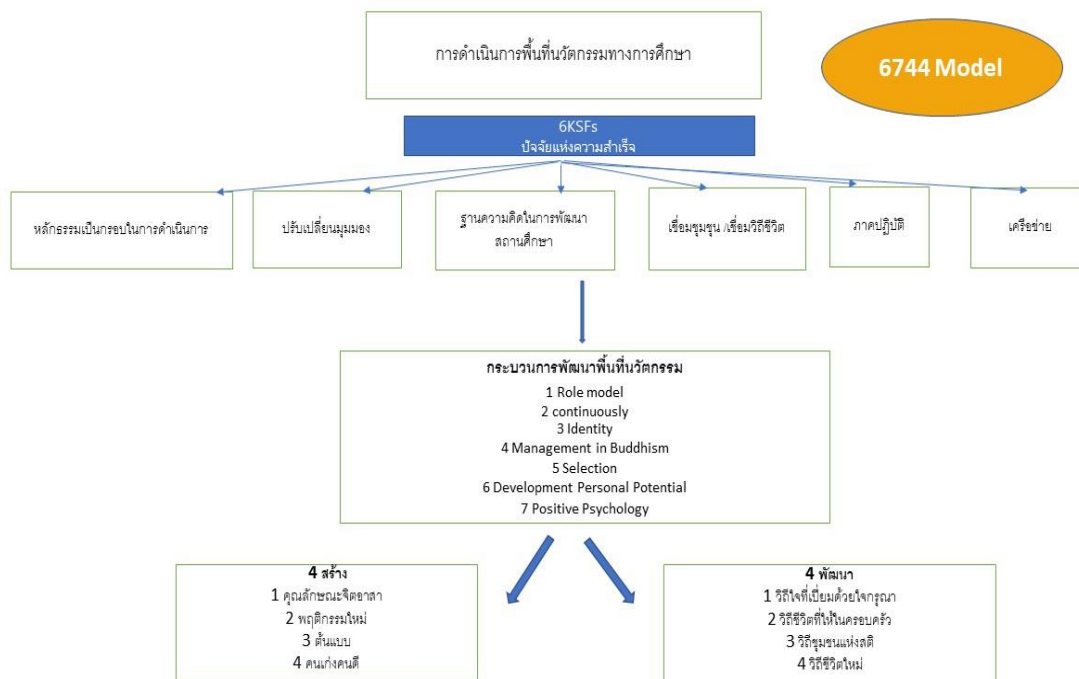 การดำเนินการพื้นที่นวัตกรรมทางการศึกษา
6744 Model
6KSFs
ปัจจัยแห่งความสำเร็จ
หลักธรรมเป็นกรอบในการดำเนินการ
ปรับเปลี่ยนมุมมอง
ฐานความคิดในการพัฒนา
สถานศึกษา
เชื่อมชุมชน /เชื่อมวิถีชีวิต
ภาคปฏิบัติ
เครือข่าย
กระบวนการพัฒนาพื้นที่นวัตกรรม
1 Role model
2 continuously
3 Identity
4 Management in Buddhism
5 Selection
6 Development Personal Potential
7 Positive Psychology
4 สร้าง
1 คุณลักษณะจิตอาสา
2 พฤติกรรมใหม่
3 ต้นแบบ
4 คนเก่งคนดี
4 พัฒนา
1 วิถีใจที่เปี่ยมด้วยใจกรุณา
2 วิถีชีวิตที่ให้ในครอบครัว
3 วิถีชุมชนแห่งสติ
4 วิถีชีวิตใหม่